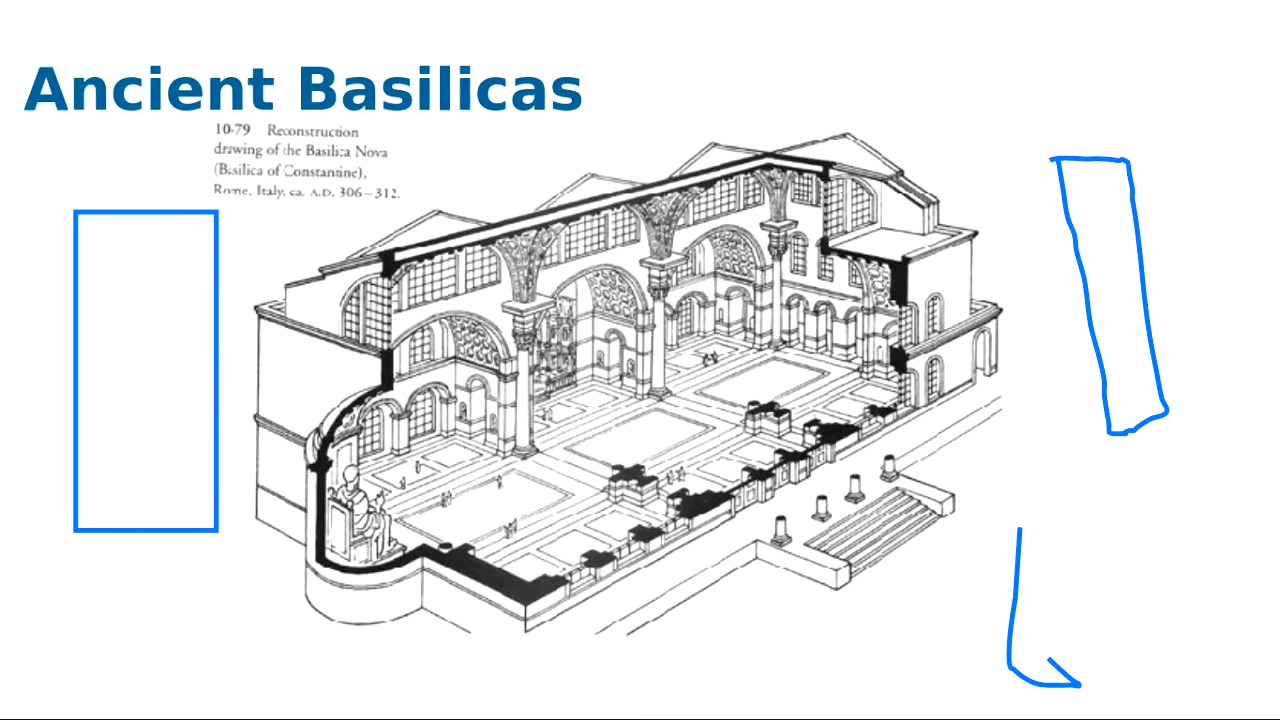 Ancient Basilicas
10-79 Reconstruction
drawing of the Basilica Nova
(Basilica of Constantine),
Rome, Italy, ca. A.D. 306–312.